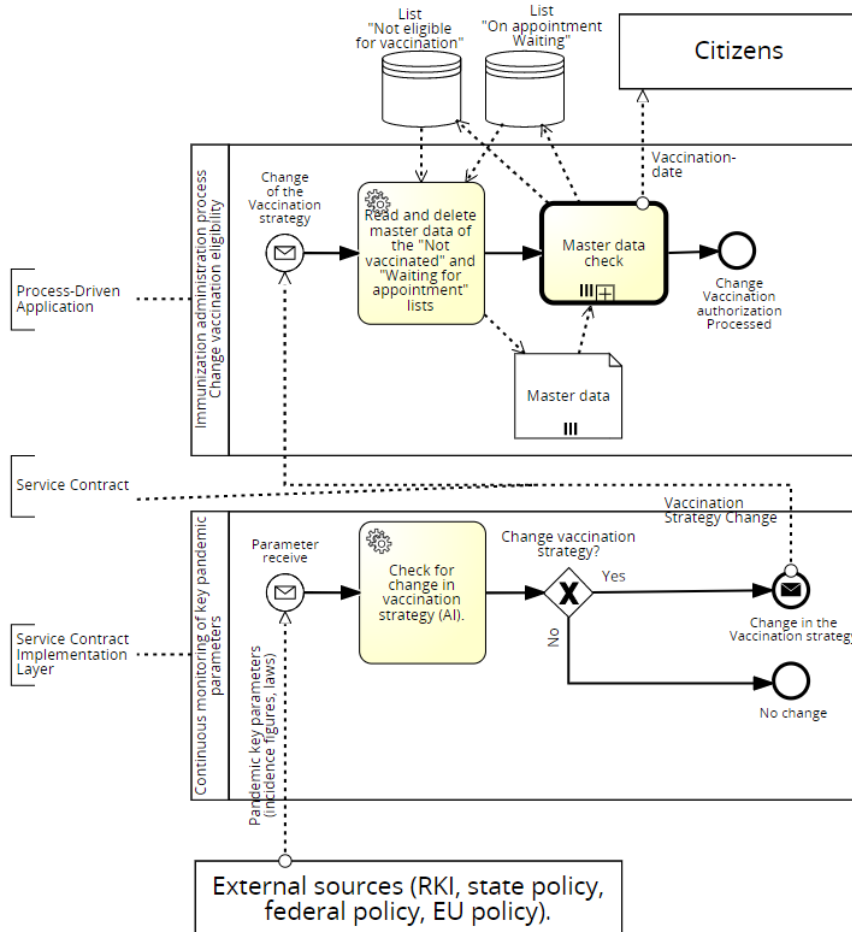 List
"Not eligible
for vaccination"
List
"On appointment
Waiting"
Citizens
Vaccination-
date
Immunization administration process
Change vaccination eligibility
Change
of the
Vaccination
strategy
Read and delete
master data of
the "Not
vaccinated" and
"Waiting for
appointment"
lists
Master data
check
Change
Vaccination
authorization
Processed
Process-Driven
Application
Master data
Service Contract
Vaccination
Strategy Change
Continuous monitoring of key pandemic
parameters
Parameter
receive
Check for
change in
vaccination
strategy (AI).
Change vaccination
strategy?
Yes
No
Change in the
Vaccination strategy
No change
Service Contract
Implementation
Layer
Pandemic key parameters
(incidence figures, laws)
External sources (RKI, state policy,
federal policy, EU policy).